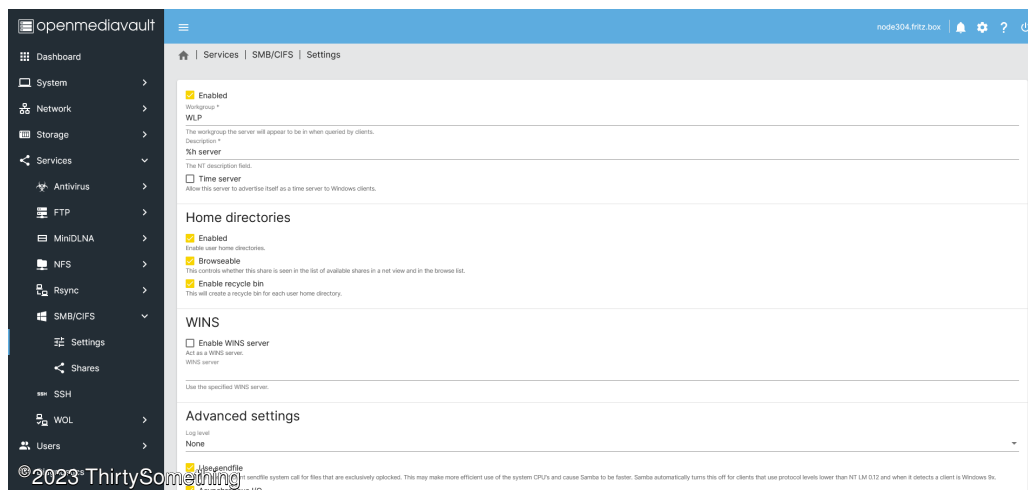 openmediavault
node304.fritz.box
Dashboard
System
Network
Storage
Services
Antivirus
FTP
MiniDLNA
NFS
Rsync
SMB/CIFS
Settings
Shares
SSH SSH
WOL
Users
| Services | SMB/CIFS | Settings
Enabled
Workgroup *
WLP
The workgroup the server will appear to be in when queried by clients.
Description *
%h server
The NT description field.
Time server
Allow this server to advertise itself as a time server to Windows clients.
Home directories
Enabled
Enable user home directories.
Browseable
This controls whether this share is seen in the list of available shares in a net view and in the browse list.
Enable recycle bin
This will create a recycle bin for each user home directory.
WINS
Enable WINS server
Act as a WINS server.
WINS server
Use the specified WINS server.
Advanced settings
Log level
None
Use sendfile
sendfile system call for files that are exclusively oplocked. This may make more efficient use of the system CPU's and cause Samba to be faster. Samba automatically turns this off for clients that use protocol levels lower than NT LM 0.12 and when it detects a client is Windows 9x.
© 2023 ThirtySomething